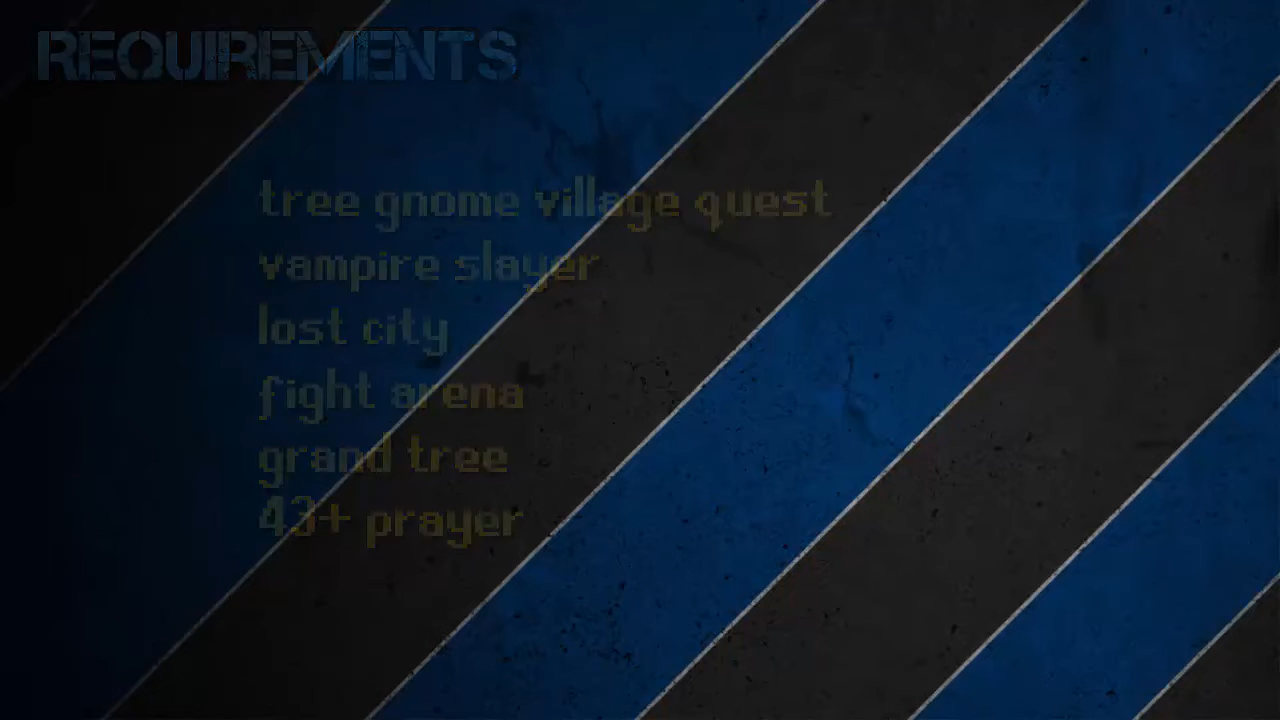 REQUIREMENTS
tree gnome village quest
vampire slayer
lost city
fight arena
grand tree
43+ prayer